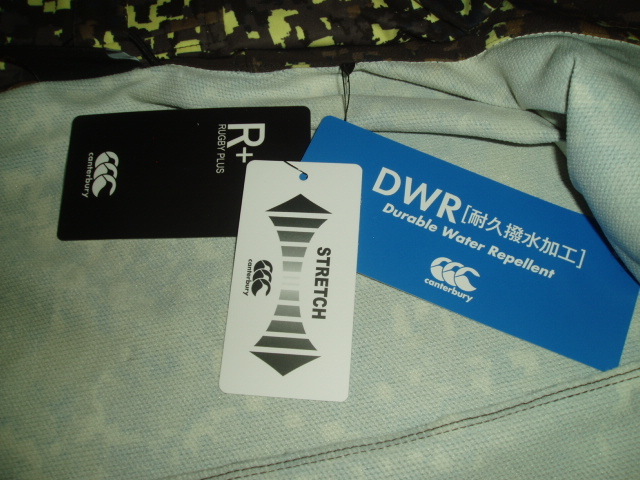 R+
RUGBY PLUS
canterbury
STRETCH
canterbury
DWR[耐久撥水加工]
Durable Water Repellent
canterbury